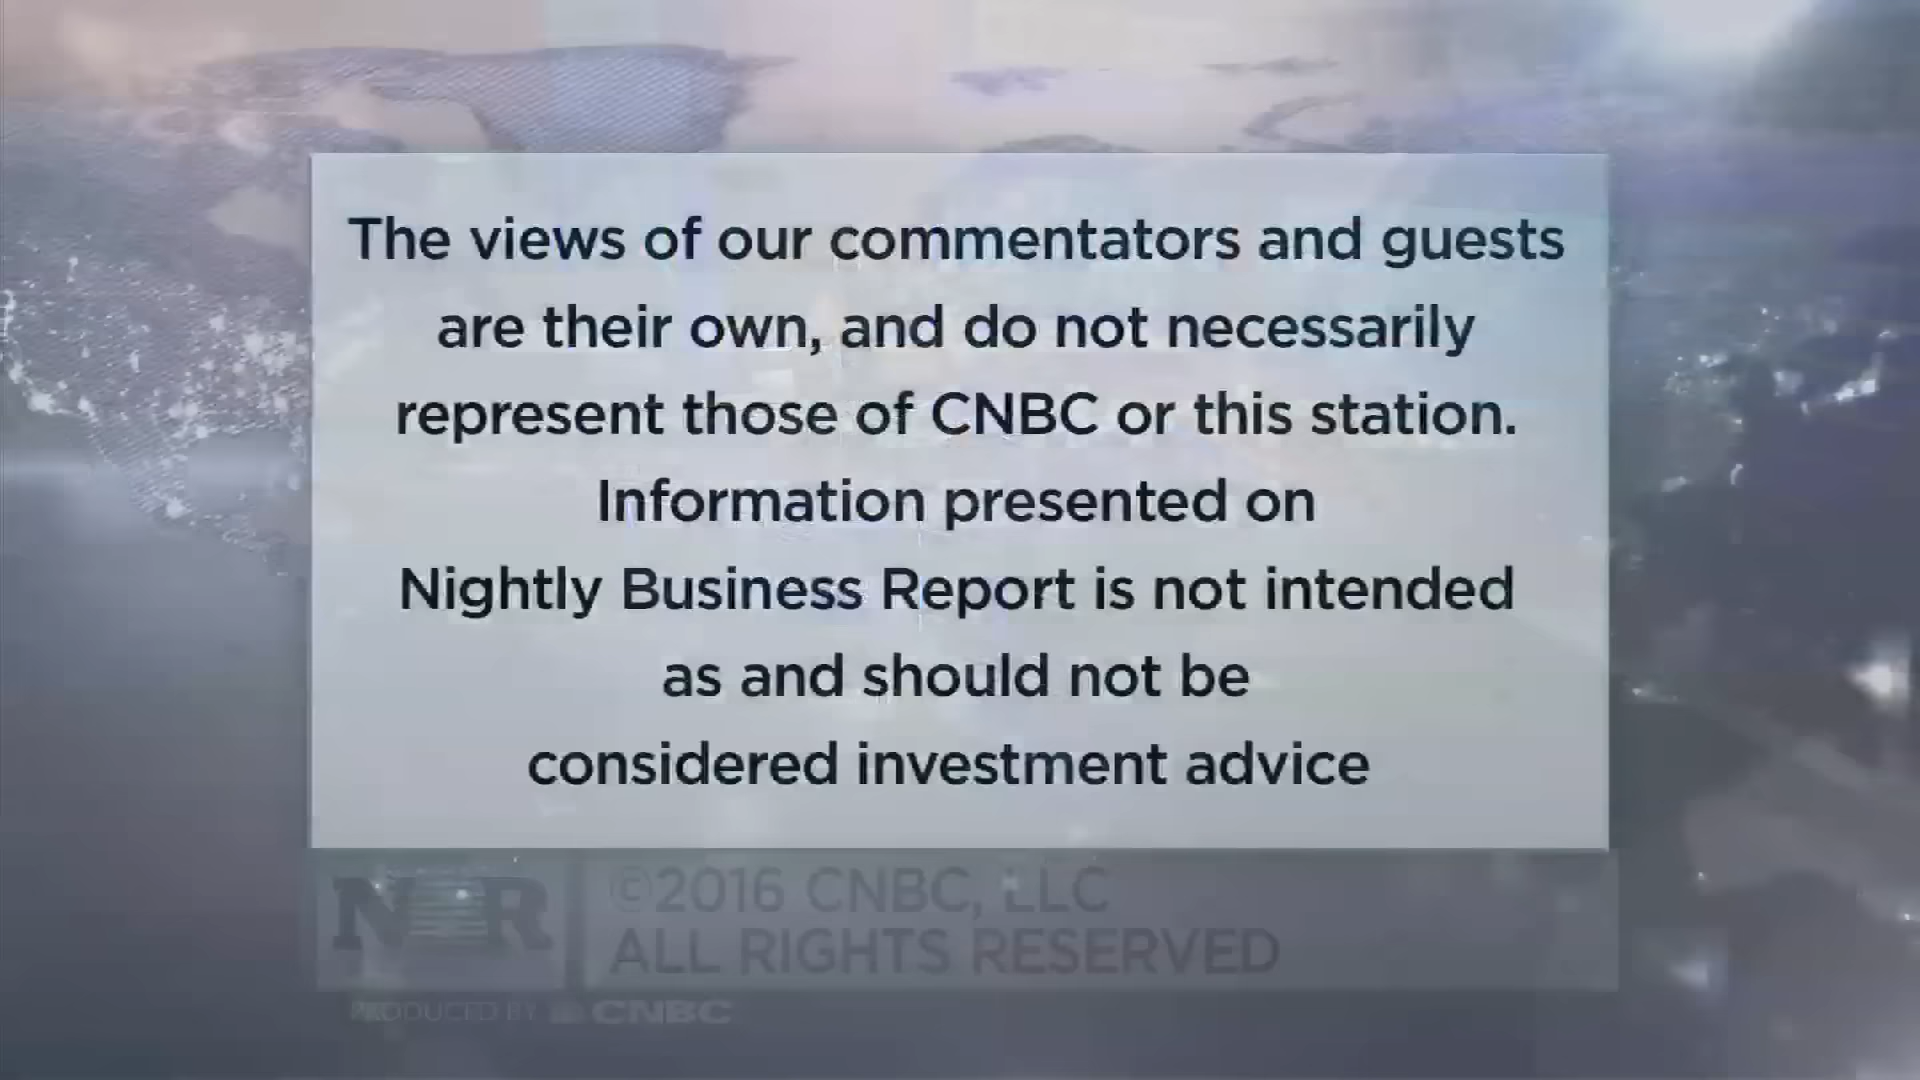 The views of our commentators and guests
are their own, and do not necessarily
represent those of CNBC or this station.
Information presented on
Nightly Business Report is not intended
as and should not be
considered investment advice
NBR
©2016 CNBC, LLC
ALL RIGHTS RESERVED
PRODUCED BY CNBC